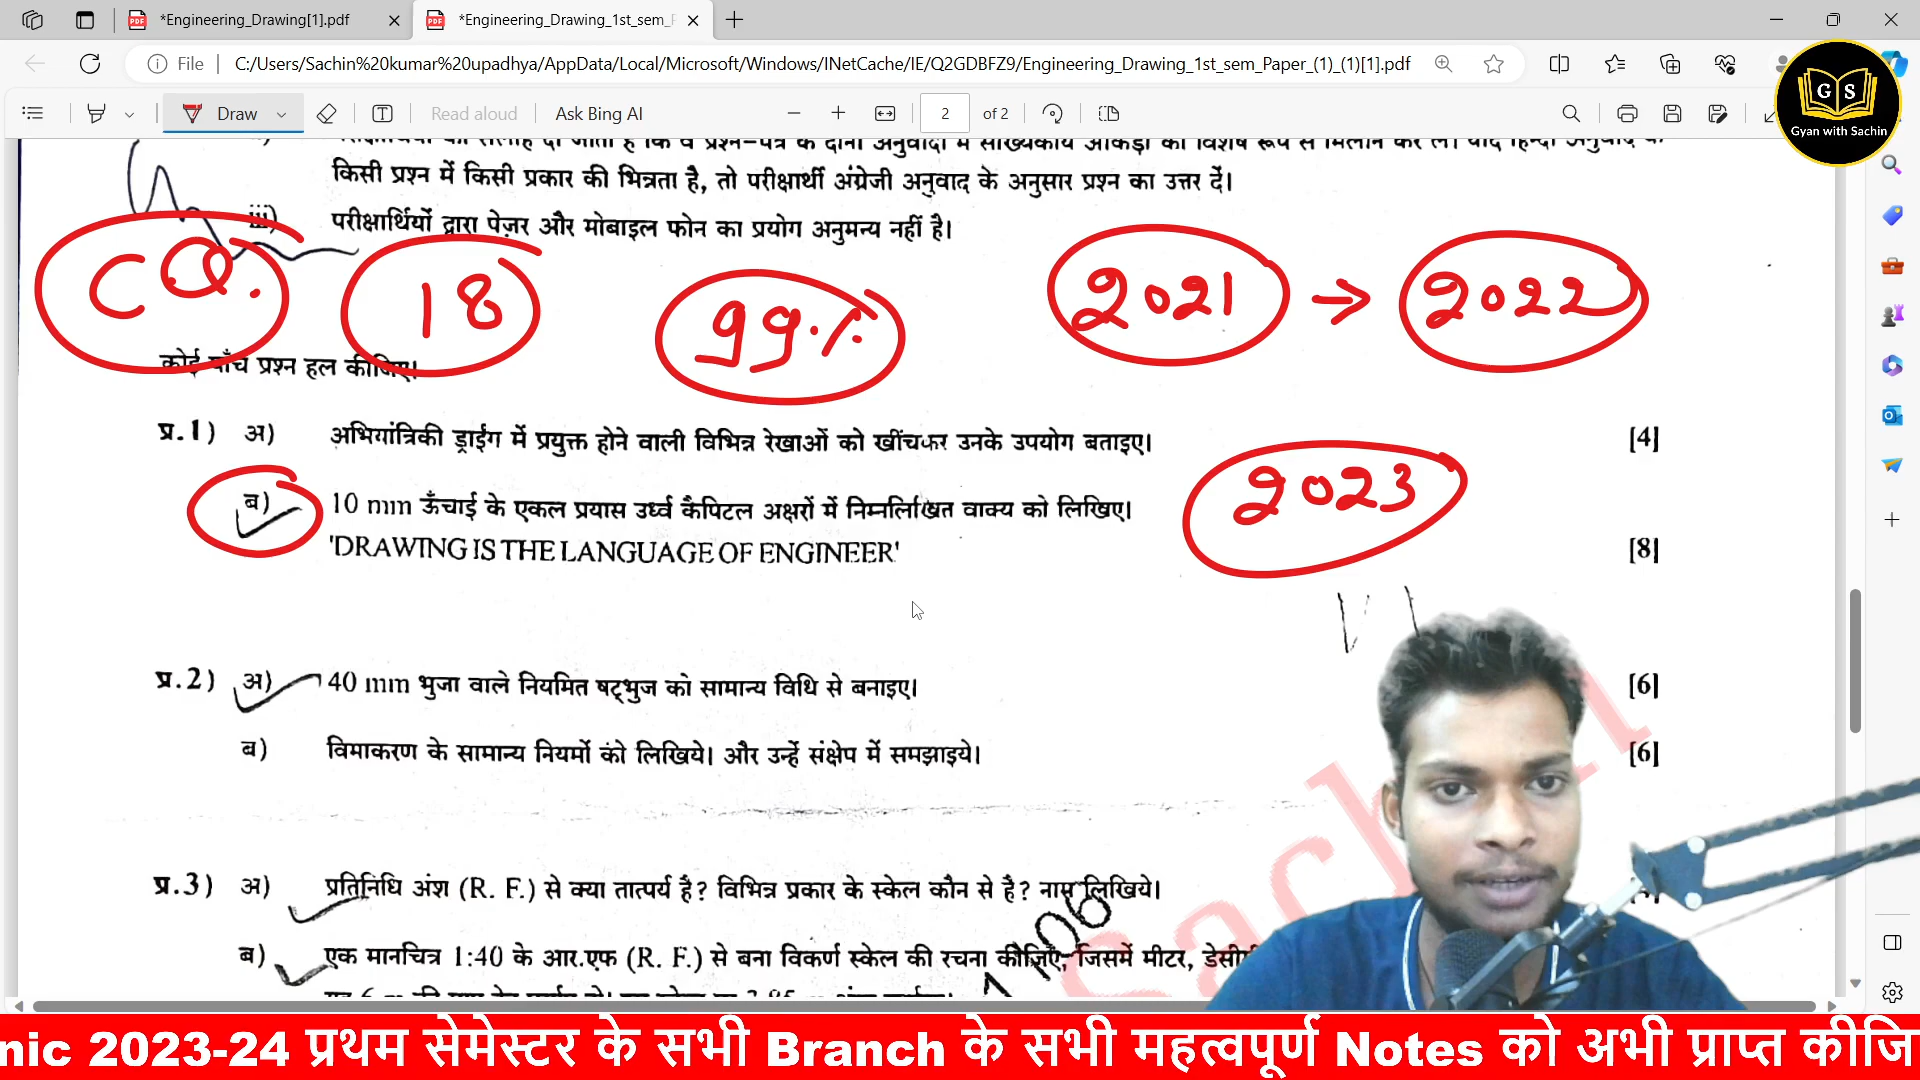 *Engineering_Drawing[1].pdf
*Engineering_Drawing_1st_sem_P
File
C:/Users/Sachin%20kumar%20upadhya/AppData/Local/Microsoft/Windows/INetCache/IE/Q2GDBFZ9/Engineering_Drawing_1st_sem_Paper_(1)_(1)[1].pdf
Draw
Read aloud
Ask Bing AI
2 of 2
GS
Gyan with Sachin
किसी प्रश्न में किसी प्रकार की भिन्नता है, तो परीक्षार्थी अंग्रेजी अनुवाद के अनुसार प्रश्न का उत्तर दें।
iii) परीक्षार्थियों द्वारा पेज़र और मोबाइल फोन का प्रयोग अनुमन्य नहीं है।
CQ. 18 99% 2021 → 2022
कोई पाँच प्रश्न हल कीजिए।
प्र.1) अ) अभियांत्रिकी ड्राईंग में प्रयुक्त होने वाली विभिन्न रेखाओं को खींचकर उनके उपयोग बताइए। [4]
2023
ब) 10 mm ऊँचाई के एकल प्रयास उर्ध्व कैपिटल अक्षरों में निम्नलिखित वाक्य को लिखिए।
'DRAWING IS THE LANGUAGE OF ENGINEER' [8]
प्र.2) अ) 40 mm भुजा वाले नियमित षट्भुज को सामान्य विधि से बनाइए। [6]
ब) विमाकरण के सामान्य नियमों को लिखिये। और उन्हें संक्षेप में समझाइये। [6]
प्र.3) अ) प्रतिनिधि अंश (R. F.) से क्या तात्पर्य है? विभिन्न प्रकार के स्केल कौन से है? नाम लिखिये।
ब) एक मानचित्र 1:40 के आर.एफ (R. F.) से बना विकर्ण स्केल की रचना कीजिए, जिसमें मीटर, डेसी
Sachin
nic 2023-24 प्रथम सेमेस्टर के सभी Branch के सभी महत्वपूर्ण Notes को अभी प्राप्त कीजि